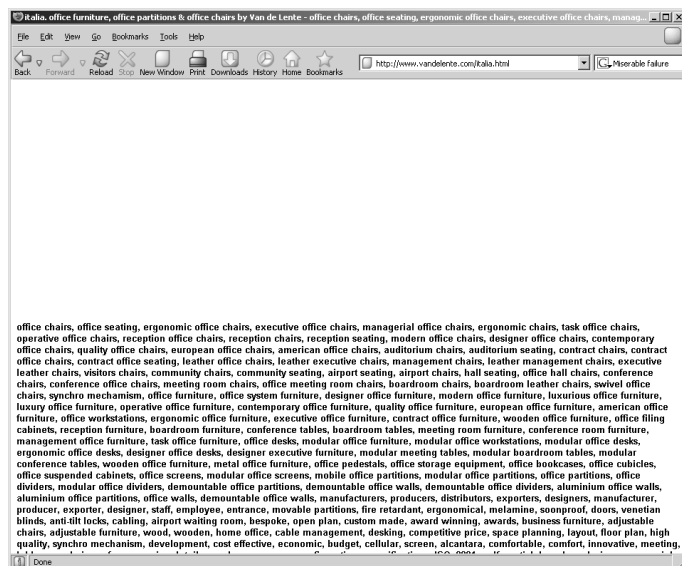 italia. office furniture, office partitions & office chairs by Van de Lente - office chairs, office seating, ergonomic office chairs, executive office chairs, manag...
File Edit View Go Bookmarks Tools Help
Back Forward Reload Stop New Window Print Downloads History Home Bookmarks
http://www.vandelente.com/italia.html
G Miserable failure
office chairs, office seating, ergonomic office chairs, executive office chairs, managerial office chairs, ergonomic chairs, task office chairs,
operative office chairs, reception office chairs, reception chairs, reception seating, modern office chairs, designer office chairs, contemporary
office chairs, quality office chairs, european office chairs, american office chairs, auditorium chairs, auditorium seating, contract chairs, contract
office chairs, contract office seating, leather office chairs, leather executive chairs, management chairs, leather management chairs, executive
leather chairs, visitors chairs, community chairs, community seating, airport seating, airport chairs, hall seating, office hall chairs, conference
chairs, conference office chairs, meeting room chairs, office meeting room chairs, boardroom chairs, boardroom leather chairs, swivel office
chairs, synchro mechamism, office furniture, office system furniture, designer office furniture, modern office furniture, luxurious office furniture,
luxury office furniture, operative office furniture, contemporary office furniture, quality office furniture, european office furniture, american office
furniture, office workstations, ergonomic office furniture, executive office furniture, contract office furniture, wooden office furniture, office filing
cabinets, reception furniture, boardroom furniture, conference tables, boardroom tables, meeting room furniture, conference room furniture,
management office furniture, task office furniture, office desks, modular office furniture, modular office workstations, modular office desks,
ergonomic office desks, designer office desks, designer executive furniture, modular meeting tables, modular boardroom tables, modular
conference tables, wooden office furniture, metal office furniture, office pedestals, office storage equipment, office bookcases, office cubicles,
office suspended cabinets, office screens, modular office screens, mobile office partitions, modular office partitions, office partitions, office
dividers, modular office dividers, demountable office partitions, demountable office walls, demountable office dividers, aluminium office walls,
aluminium office partitions, office walls, demountable office walls, manufacturers, producers, distributors, exporters, designers, manufacturer,
producer, exporter, designer, staff, employee, entrance, movable partitions, fire retardant, ergonomical, melamine, soonproof, doors, venetian
blinds, anti-tilt locks, cabling, airport waiting room, bespoke, open plan, custom made, award winning, awards, business furniture, adjustable
chairs, adjustable furniture, wood, wooden, home office, cable management, desking, competitive price, space planning, layout, floor plan, high
quality, synchro mechanism, development, cost effective, economic, budget, cellular, screen, alcantara, comfortable, comfort, innovative, meeting,
Done